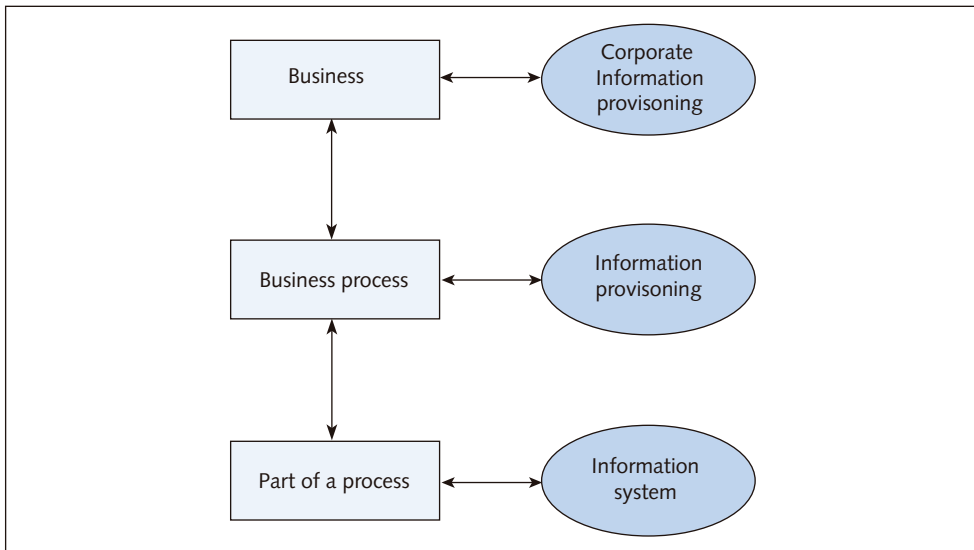 Business
Corporate
Information
provisoning
Business process
Information
provisoning
Part of a process
Information
system